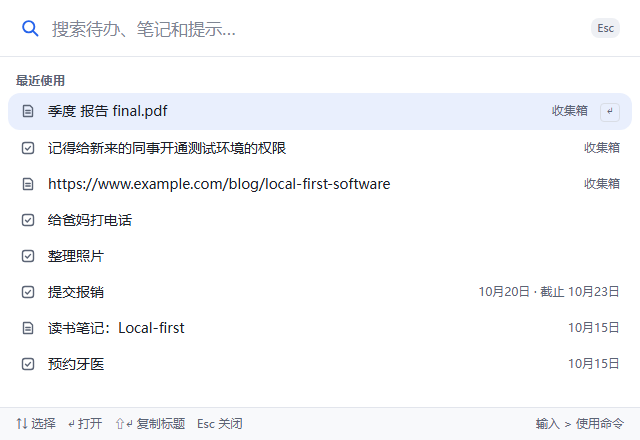 搜索待办、笔记和提示... Esc
最近使用
季度 报告 final.pdf 收集箱 ↵
记得给新来的同事开通测试环境的权限 收集箱
https://www.example.com/blog/local-first-software 收集箱
给爸妈打电话
整理照片
提交报销 10月20日 · 截止 10月23日
读书笔记：Local-first 10月15日
预约牙医 10月15日
↑↓ 选择 ↵ 打开 ⇧↵ 复制标题 Esc 关闭 输入 > 使用命令